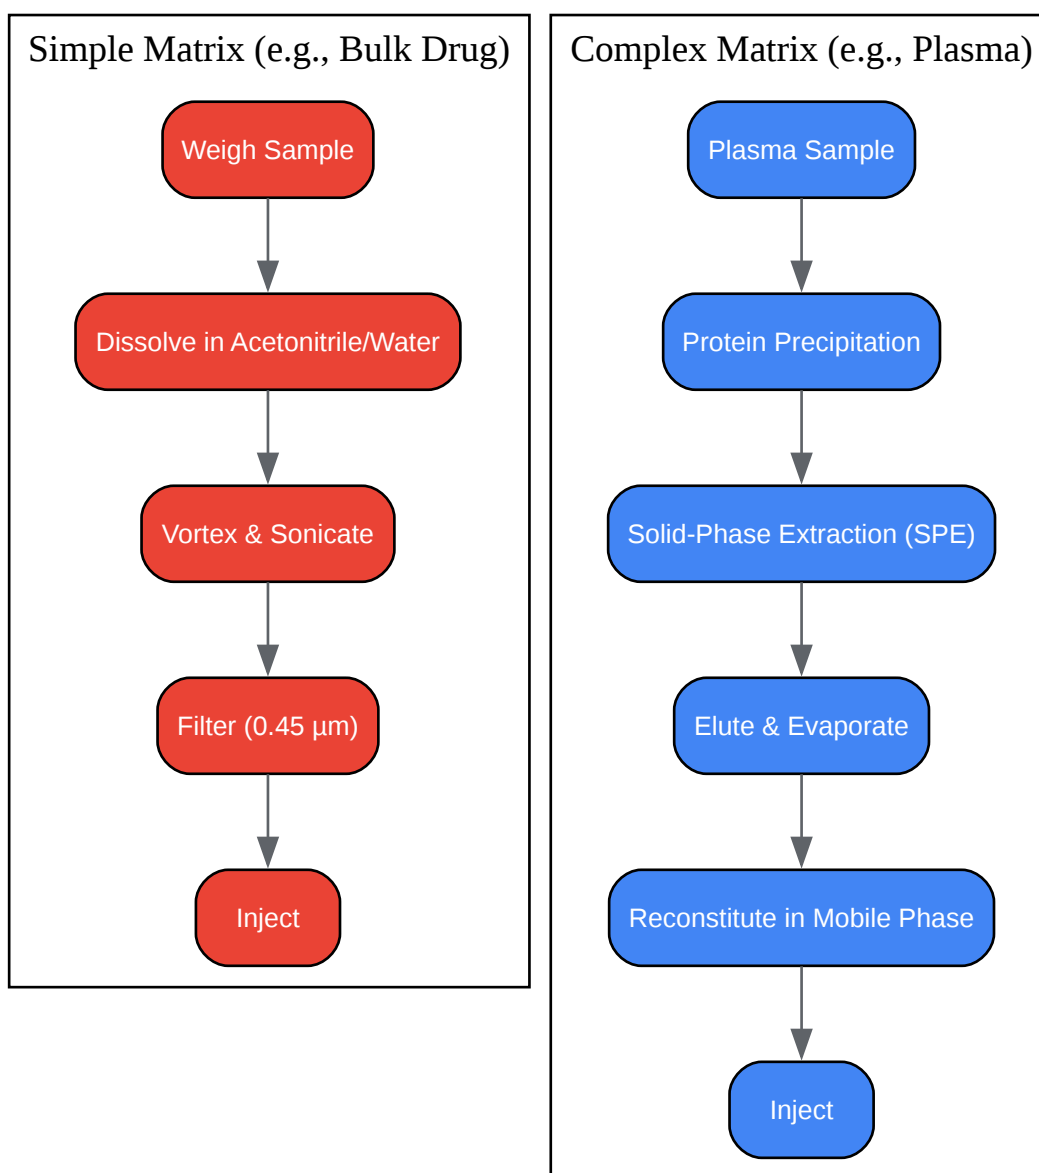 Simple Matrix (e.g., Bulk Drug)
Weigh Sample
Dissolve in Acetonitrile/Water
Vortex & Sonicate
Filter (0.45 µm)
Inject
Complex Matrix (e.g., Plasma)
Plasma Sample
Protein Precipitation
Solid-Phase Extraction (SPE)
Elute & Evaporate
Reconstitute in Mobile Phase
Inject